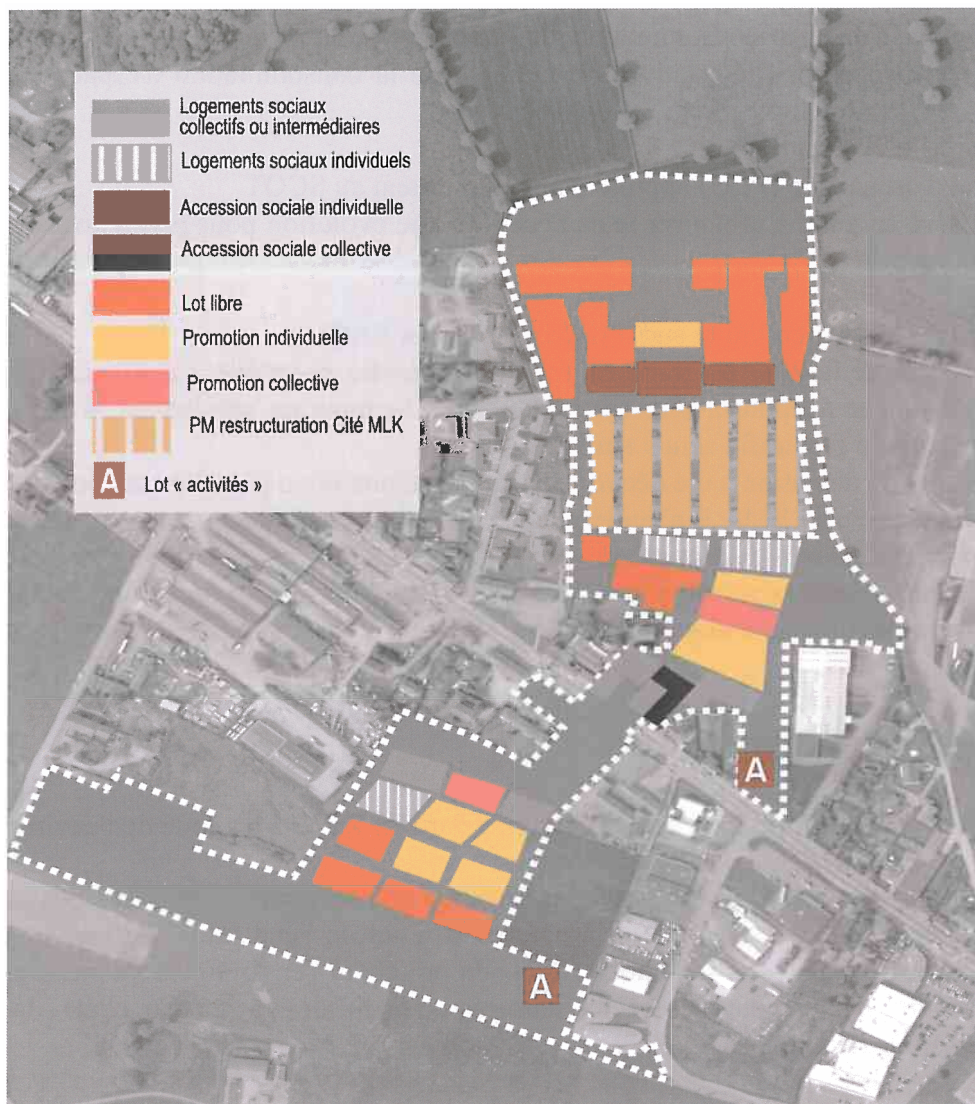 Logements sociaux
collectifs ou intermédiaires
Logements sociaux individuels
Accession sociale individuelle
Accession sociale collective
Lot libre
Promotion individuelle
Promotion collective
PM restructuration Cité MLK
A Lot « activités »
A
A